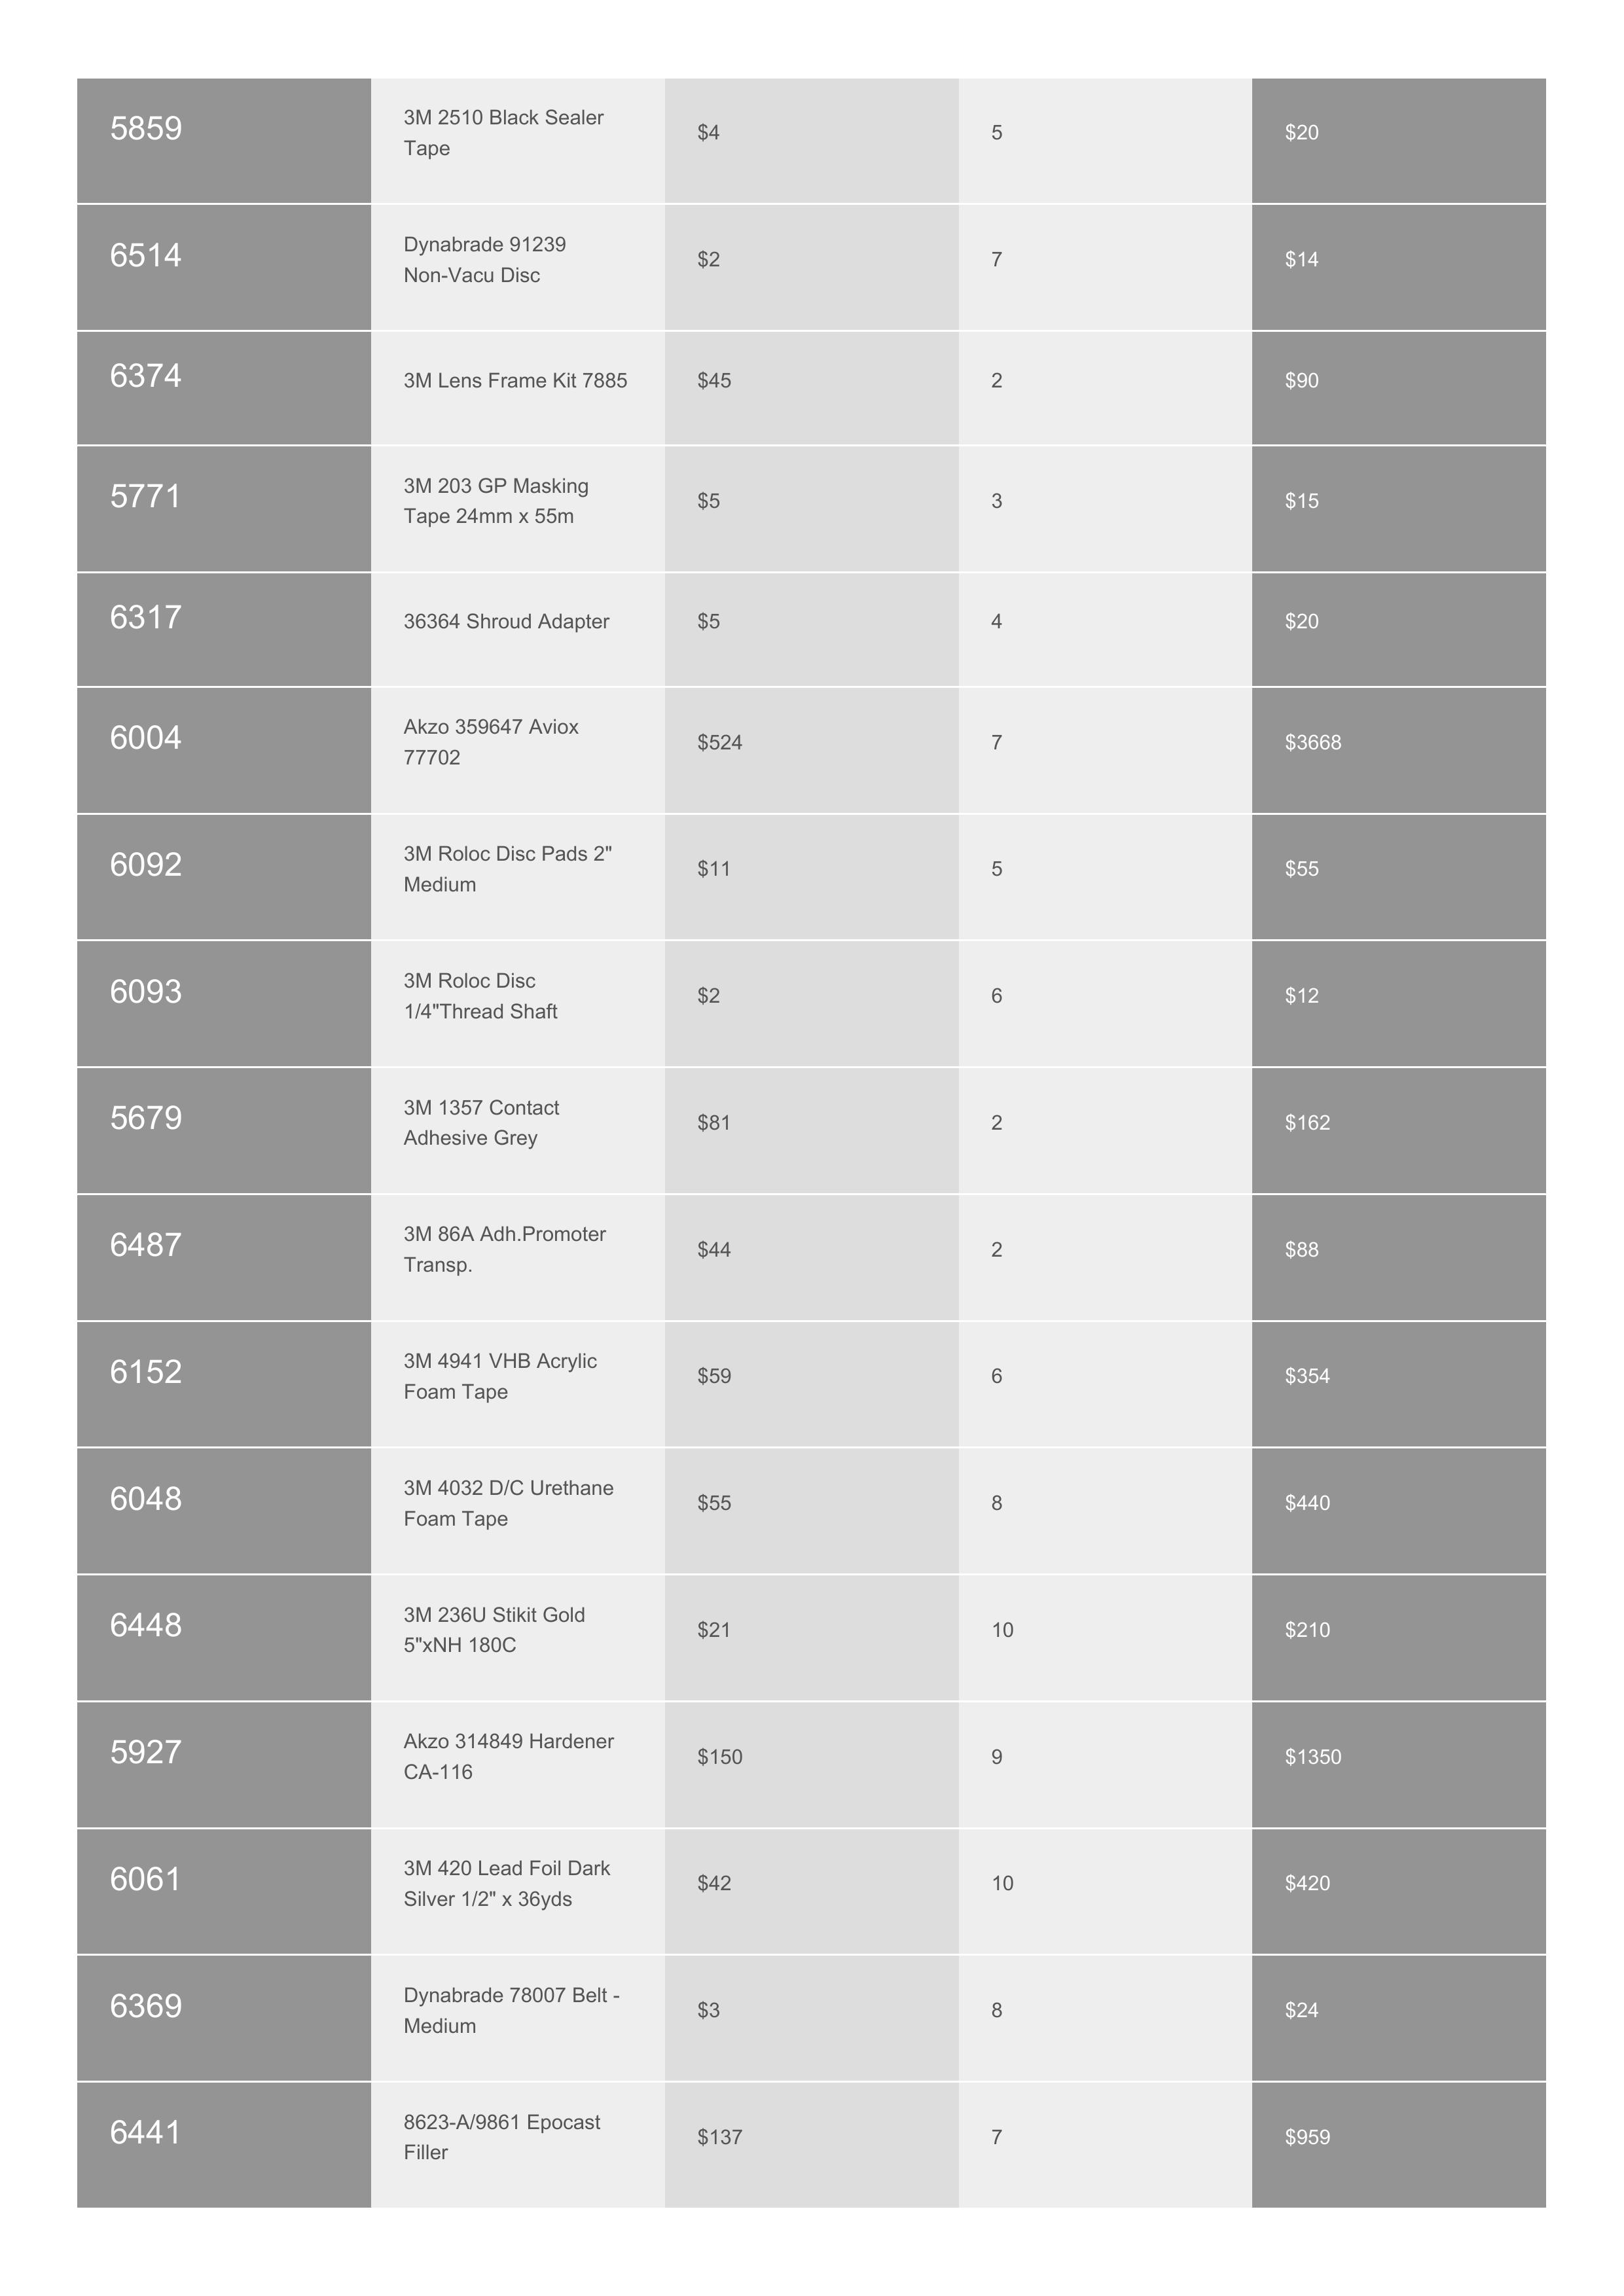 5859 3M 2510 Black Sealer $4 5 $20
Tape
6514 Dynabrade 91239 $2 7 $14
Non-Vacu Disc
6374 3M Lens Frame Kit 7885 $45 2 $90
5771 3M 203 GP Masking $5 3 $15
Tape 24mm x 55m
6317 36364 Shroud Adapter $5 4 $20
6004 Akzo 359647 Aviox $524 7 $3668
77702
6092 3M Roloc Disc Pads 2" $11 5 $55
Medium
6093 3M Roloc Disc $2 6 $12
1/4"Thread Shaft
5679 3M 1357 Contact $81 2 $162
Adhesive Grey
6487 3M 86A Adh.Promoter $44 2 $88
Transp.
6152 3M 4941 VHB Acrylic $59 6 $354
Foam Tape
6048 3M 4032 D/C Urethane $55 8 $440
Foam Tape
6448 3M 236U Stikit Gold $21 10 $210
5"xNH 180C
5927 Akzo 314849 Hardener $150 9 $1350
CA-116
6061 3M 420 Lead Foil Dark $42 10 $420
Silver 1/2" x 36yds
6369 Dynabrade 78007 Belt - $3 8 $24
Medium
6441 8623-A/9861 Epocast $137 7 $959
Filler